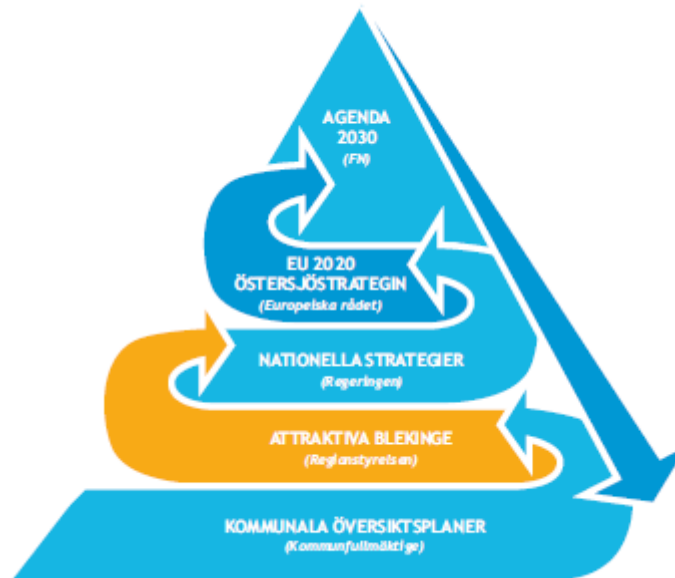 AGENDA
2030
(FN)
EU 2020
ÖSTERSJÖSTRATEGIN
(Europeiska rådet)
NATIONELLA STRATEGIER
(Regeringen)
ATTRAKTIVA BLEKINGE
(Regionstyrelsen)
KOMMUNALA ÖVERSIKTSPLANER
(Kommunfullmäktige)